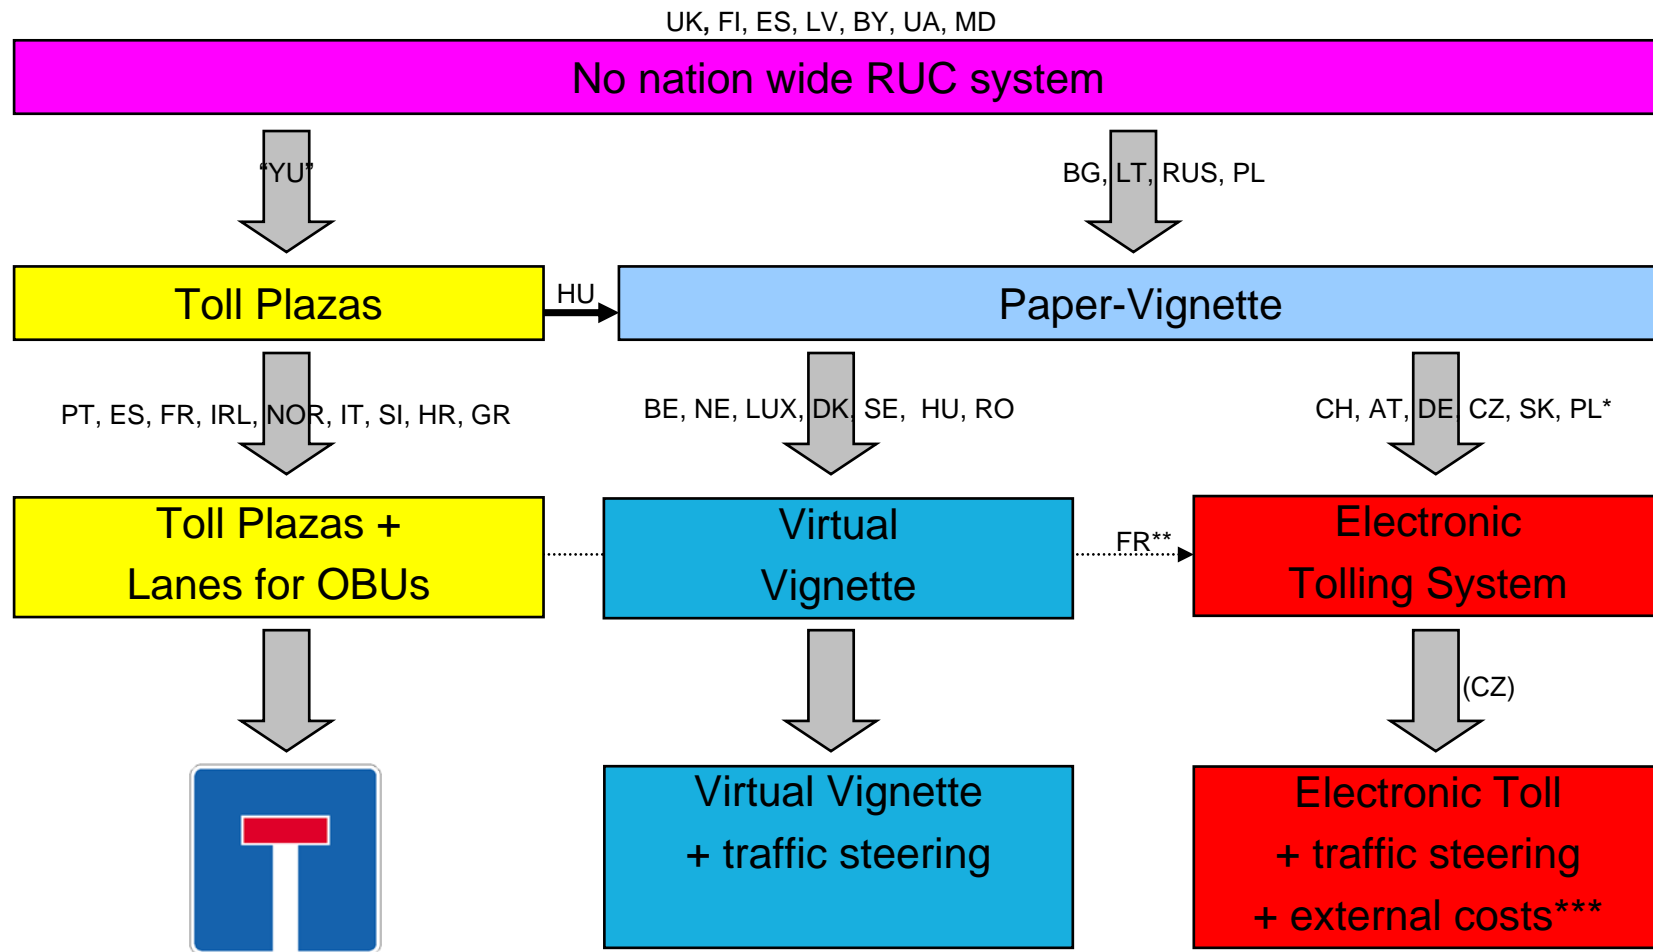 UK, FI, ES, LV, BY, UA, MD
No nation wide RUC system
“YU”
BG, LT, RUS, PL
Toll Plazas
HU
Paper-Vignette
PT, ES, FR, IRL, NOR, IT, SI, HR, GR
BE, NE, LUX, DK, SE, HU, RO
CH, AT, DE, CZ, SK, PL*
Toll Plazas +
Lanes for OBUs
Virtual
Vignette
FR**
Electronic
Tolling System
(CZ)
Virtual Vignette
+ traffic steering
Electronic Toll
+ traffic steering
+ external costs***